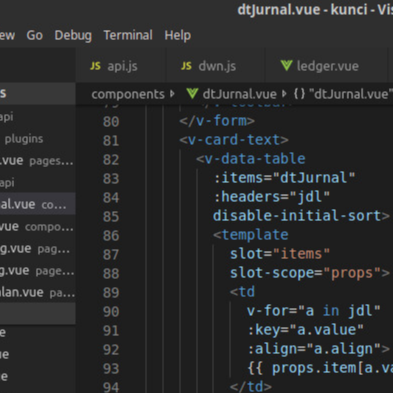 dtJurnal.vue - kunci - Vis
ew Go Debug Terminal Help
JS api.js JS dwn.js ledger.vue
s components dtJurnal.vue {} "dtJurnal.vue"
api
80 </v-form>
plugins 81 <v-card-text>
.vue pages... 82 <v-data-table
api 83 :items="dtJurnal"
al.vue co... 84 :headers="jdl"
vue compo... 85 disable-initial-sort>
g.vue pag... 86 <template
g.vue page... 87 slot="items"
alan.vue pa... 88 slot-scope="props">
89 <td
e 90 v-for="a in jdl"
ue 91 :key="a.value"
e 92 :align="a.align">
e 93 {{ props.item[a.va
94 </td>